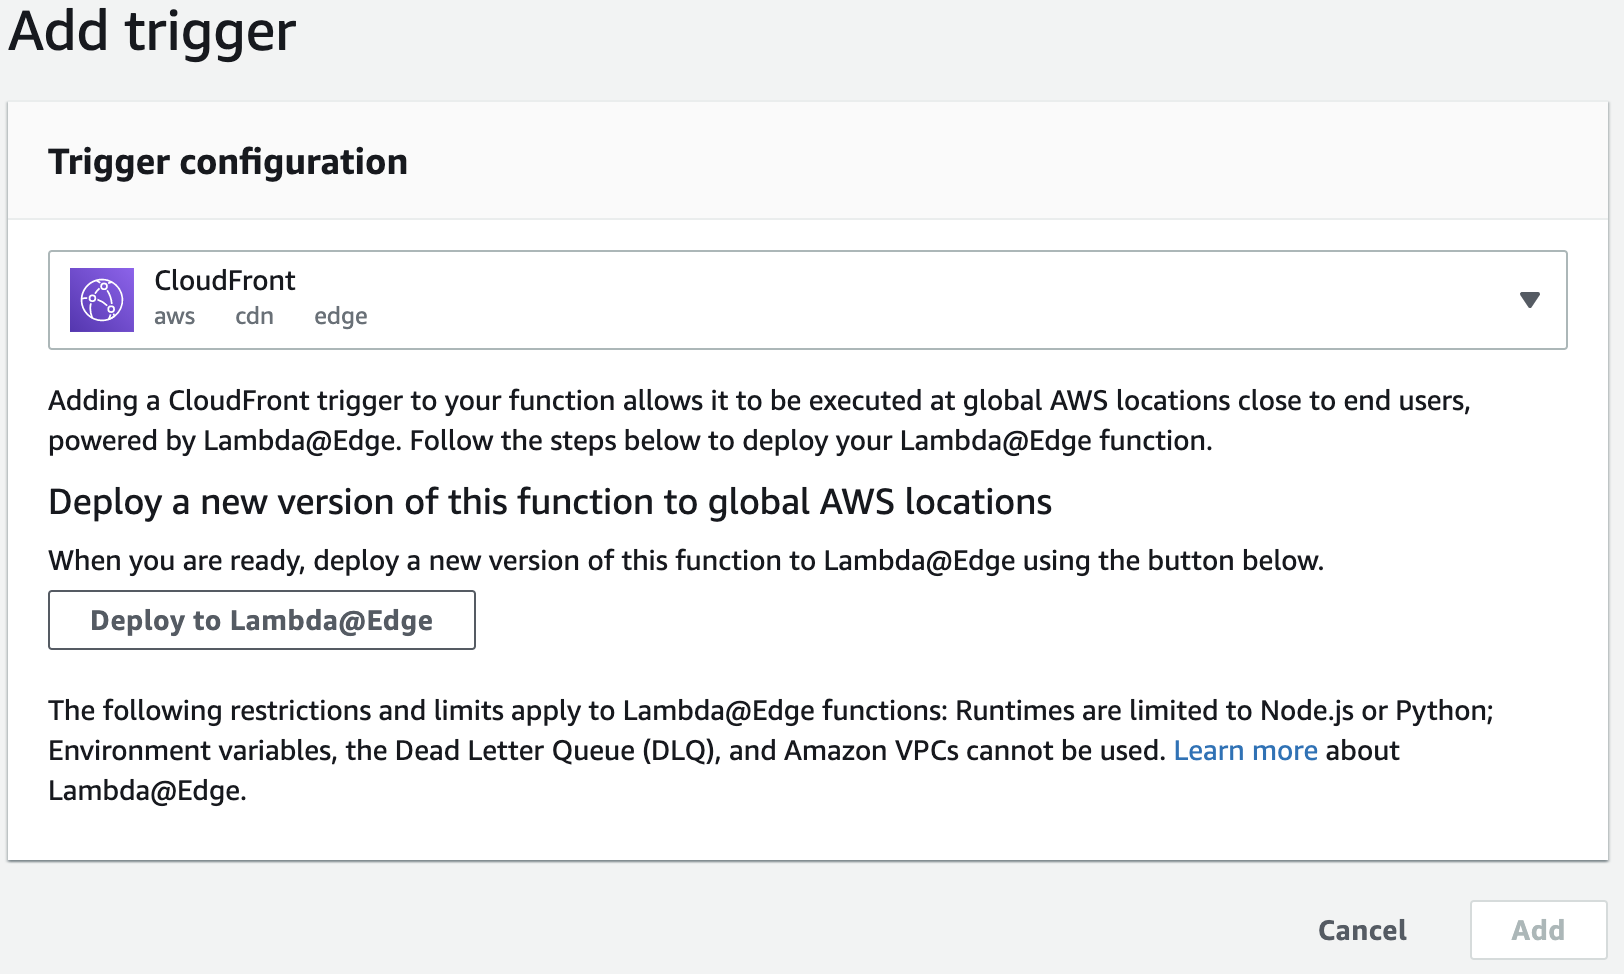 Add trigger
Trigger configuration
CloudFront
aws cdn edge
Adding a CloudFront trigger to your function allows it to be executed at global AWS locations close to end users,
powered by Lambda@Edge. Follow the steps below to deploy your Lambda@Edge function.
Deploy a new version of this function to global AWS locations
When you are ready, deploy a new version of this function to Lambda@Edge using the button below.
Deploy to Lambda@Edge
The following restrictions and limits apply to Lambda@Edge functions: Runtimes are limited to Node.js or Python;
Environment variables, the Dead Letter Queue (DLQ), and Amazon VPCs cannot be used. Learn more about
Lambda@Edge.
Cancel Add